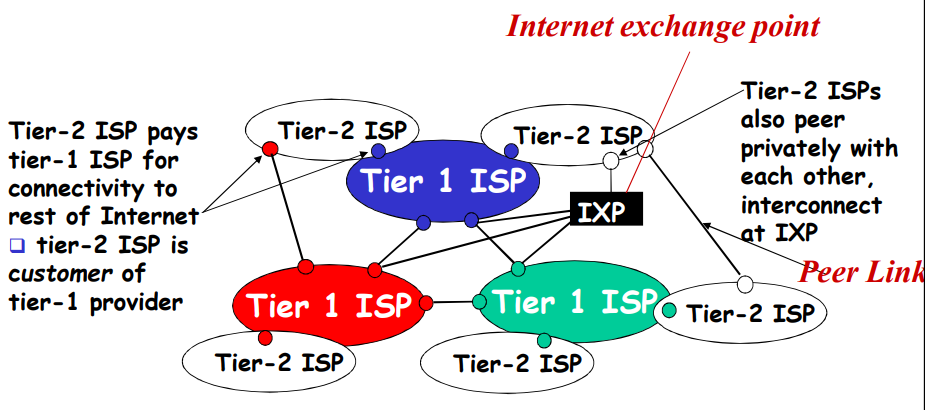 Internet exchange point
Tier-2 ISP pays
tier-1 ISP for
connectivity to
rest of Internet
❑ tier-2 ISP is
customer of
tier-1 provider
Tier-2 ISP
Tier-2 ISP
Tier-2 ISPs
also peer
privately with
each other,
interconnect
at IXP
Tier 1 ISP
IXP
Peer Link
Tier 1 ISP
Tier 1 ISP
Tier-2 ISP
Tier-2 ISP
Tier-2 ISP